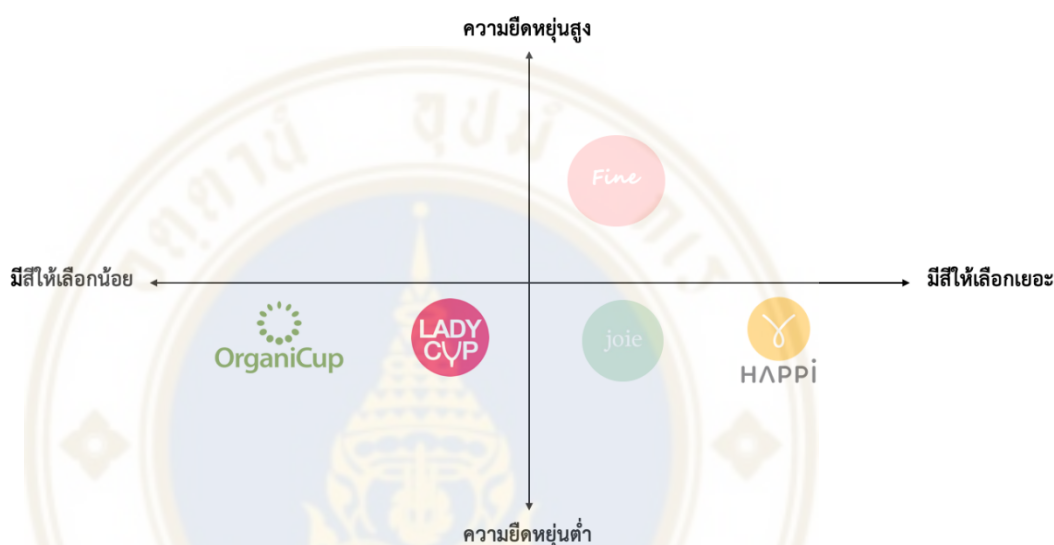 ความยืดหยุ่นสูง
Fine
มีสีให้เลือกน้อย
มีสีให้เลือกเยอะ
OrganiCup
LADY
CUP
joie
HAPPi
ความยืดหยุ่นต่ำ